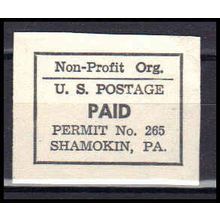 Non-Profit Org.
U. S. POSTAGE
PAID
PERMIT No. 265
SHAMOKIN, PA.